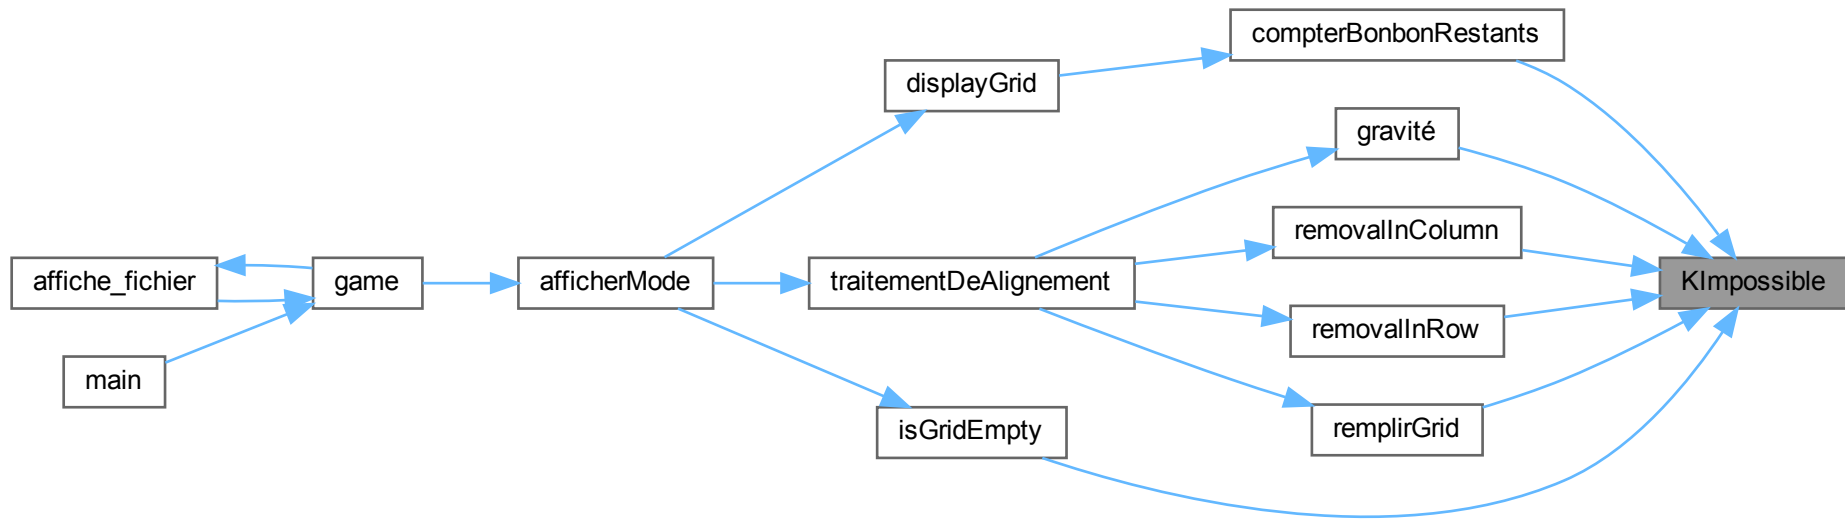 compterBonbonRestants
displayGrid
gravité
removalInColumn
affiche_fichier
game
afficherMode
traitementDeAlignement
KImpossible
removalInRow
main
isGridEmpty
remplirGrid